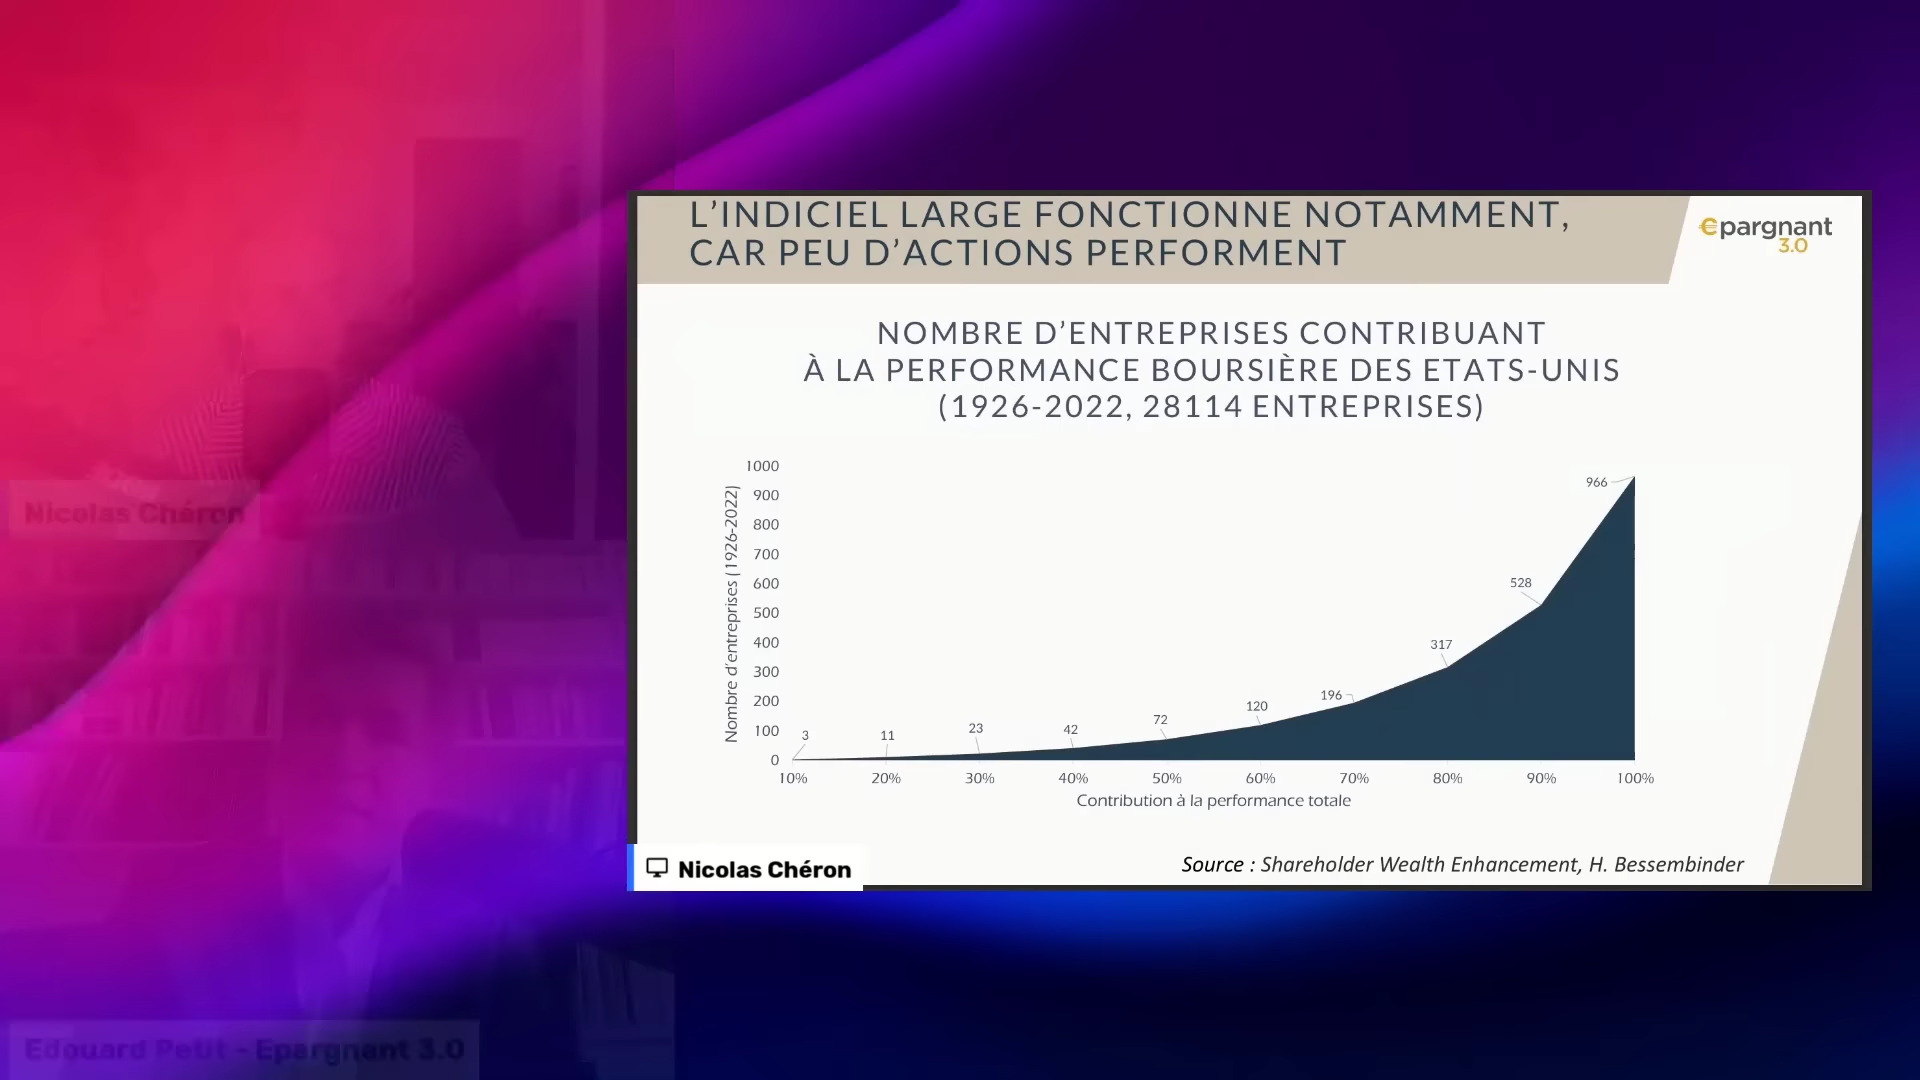 L'INDICIEL LARGE FONCTIONNE NOTAMMENT,
CAR PEU D'ACTIONS PERFORMENT
€pargnant
3.0
NOMBRE D'ENTREPRISES CONTRIBUANT
À LA PERFORMANCE BOURSIÈRE DES ETATS-UNIS
(1926-2022, 28114 ENTREPRISES)
Nombre d'entreprises (1926-2022)
1000
900
800
700
600
500
400
300
200
100
0
3
11
23
42
72
120
196
317
528
966
10%
20%
30%
40%
50%
60%
70%
80%
90%
100%
Contribution à la performance totale
Source : Shareholder Wealth Enhancement, H. Bessembinder
Nicolas Chéron
Nicolas Chéron
Edouard Petit - Epargnant 3.0